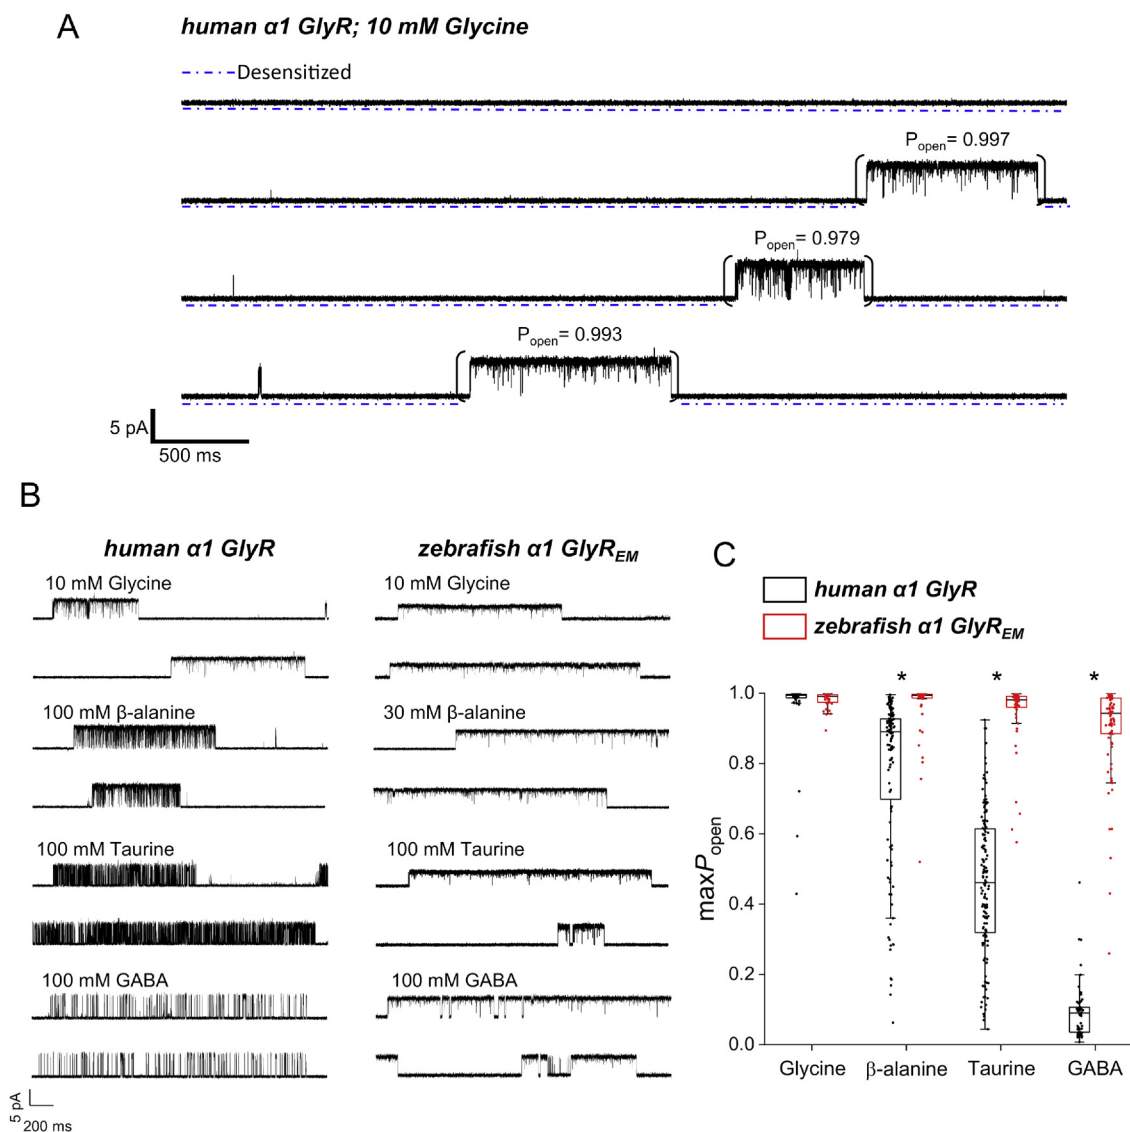 A
human α1 GlyR; 10 mM Glycine
Desensitized
Popen= 0.997
Popen= 0.979
Popen= 0.993
5 pA
500 ms
B
human α1 GlyR
zebrafish α1 GlyREM
10 mM Glycine
10 mM Glycine
100 mM β-alanine
30 mM β-alanine
100 mM Taurine
100 mM Taurine
100 mM GABA
100 mM GABA
5 pA
200 ms
C
human α1 GlyR
zebrafish α1 GlyREM
* * *
maxPopen
1.0
0.8
0.6
0.4
0.2
0.0
Glycine β-alanine Taurine GABA